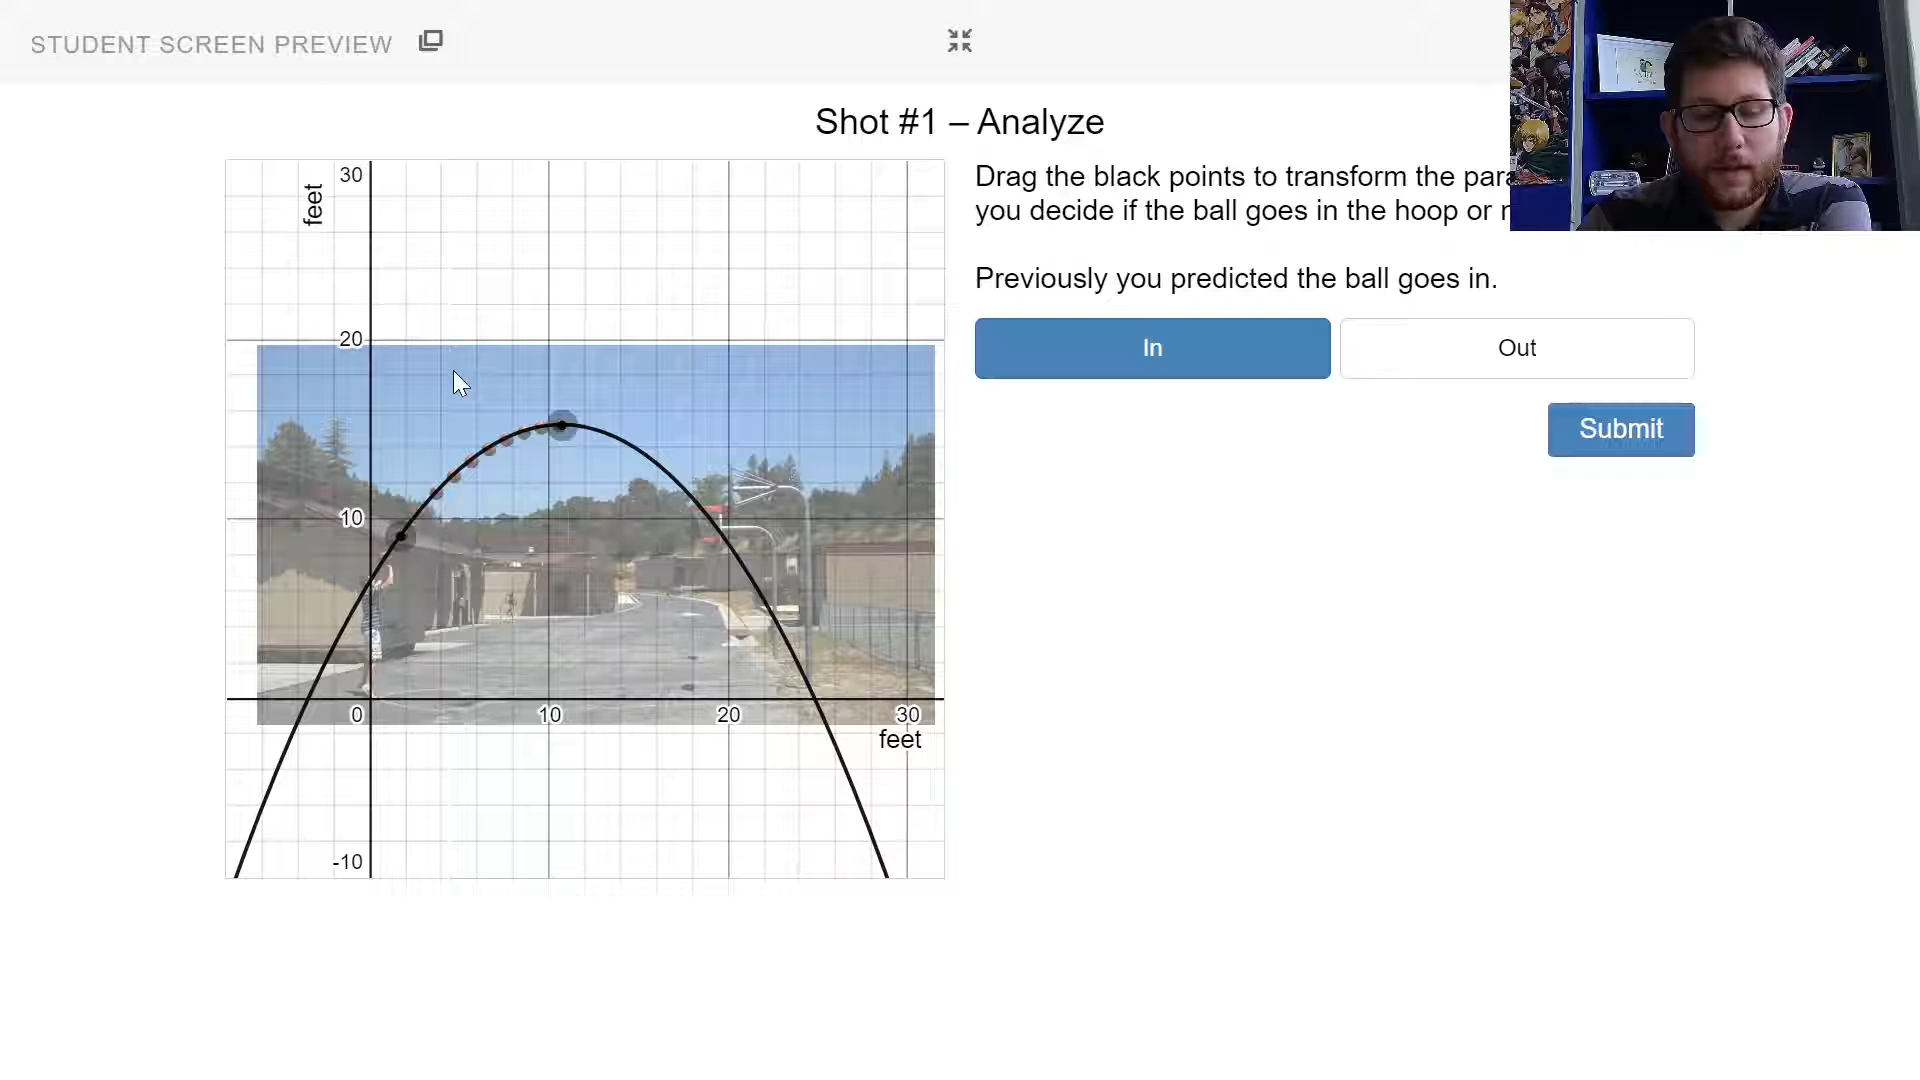 STUDENT SCREEN PREVIEW
Shot #1 – Analyze
Drag the black points to transform the
you decide if the ball goes in the hoop or
Previously you predicted the ball goes in.
In
Out
Submit
feet
30
20
10
0
10
20
30
feet
-10